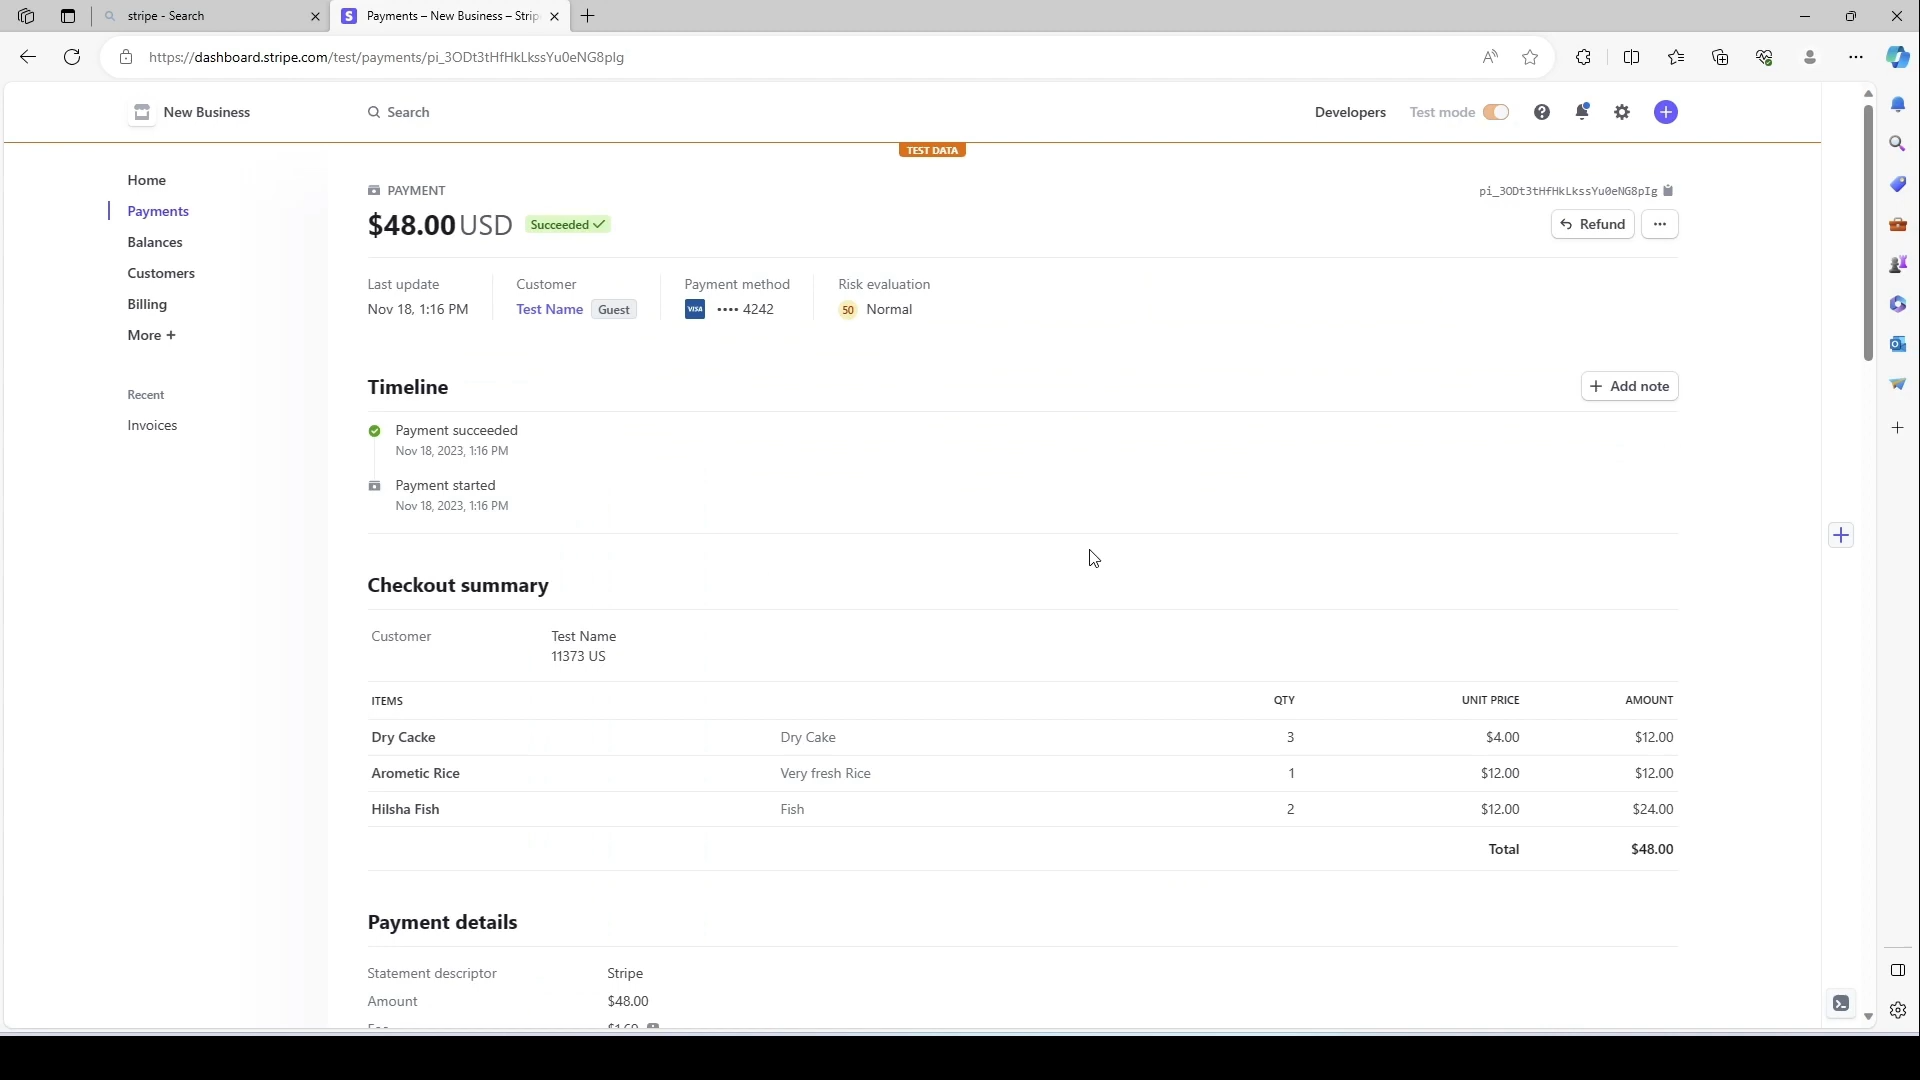 stripe - Search
Payments – New Business – Strip
https://dashboard.stripe.com/test/payments/pi_3ODt3tHfHkLkssYu0eNG8pIg
New Business
Search
Developers
Test mode
TEST DATA
Home
Payments
Balances
Customers
Billing
More +
Recent
Invoices
PAYMENT
pi_3ODt3tHfHkLkssYu0eNG8pIg
$48.00 USD Succeeded
Refund
Last update
Nov 18, 1:16 PM
Customer
Test Name Guest
Payment method
VISA •••• 4242
Risk evaluation
50 Normal
Timeline
+ Add note
Payment succeeded
Nov 18, 2023, 1:16 PM
Payment started
Nov 18, 2023, 1:16 PM
Checkout summary
Customer Test Name
11373 US
ITEMS QTY UNIT PRICE AMOUNT
Dry Cacke Dry Cake 3 $4.00 $12.00
Arometic Rice Very fresh Rice 1 $12.00 $12.00
Hilsha Fish Fish 2 $12.00 $24.00
Total $48.00
Payment details
Statement descriptor Stripe
Amount $48.00